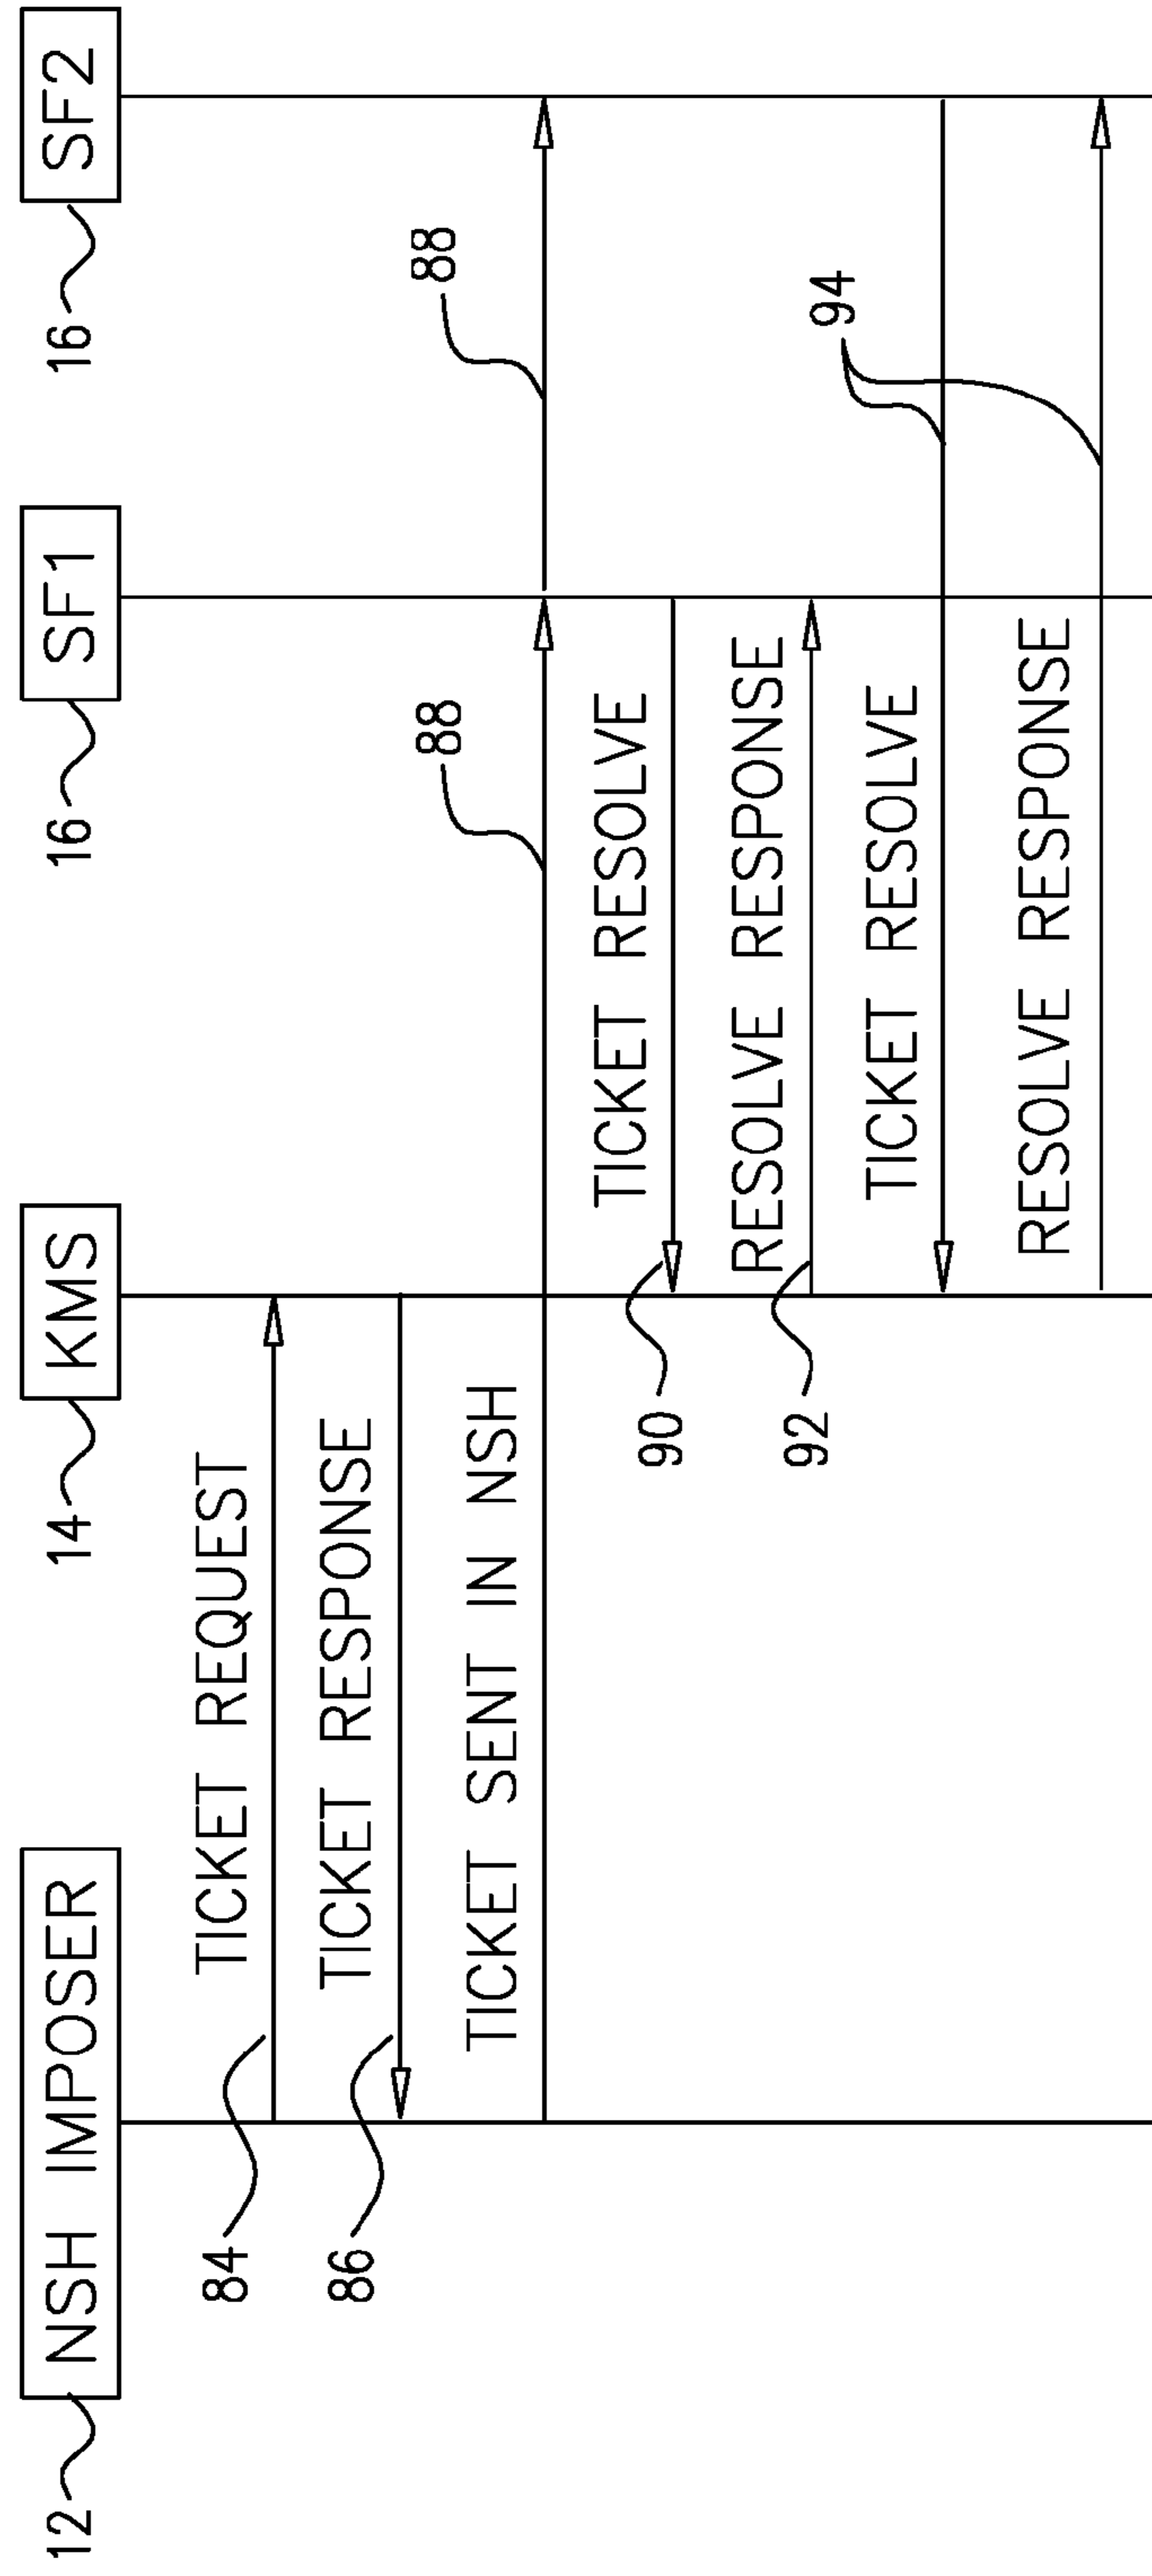 12 NSH IMPOSER
14 KMS
16 SF1
16 SF2
84
TICKET REQUEST
86
TICKET RESPONSE
TICKET SENT IN NSH
88
88
90
TICKET RESOLVE
92
RESOLVE RESPONSE
TICKET RESOLVE
94
RESOLVE RESPONSE